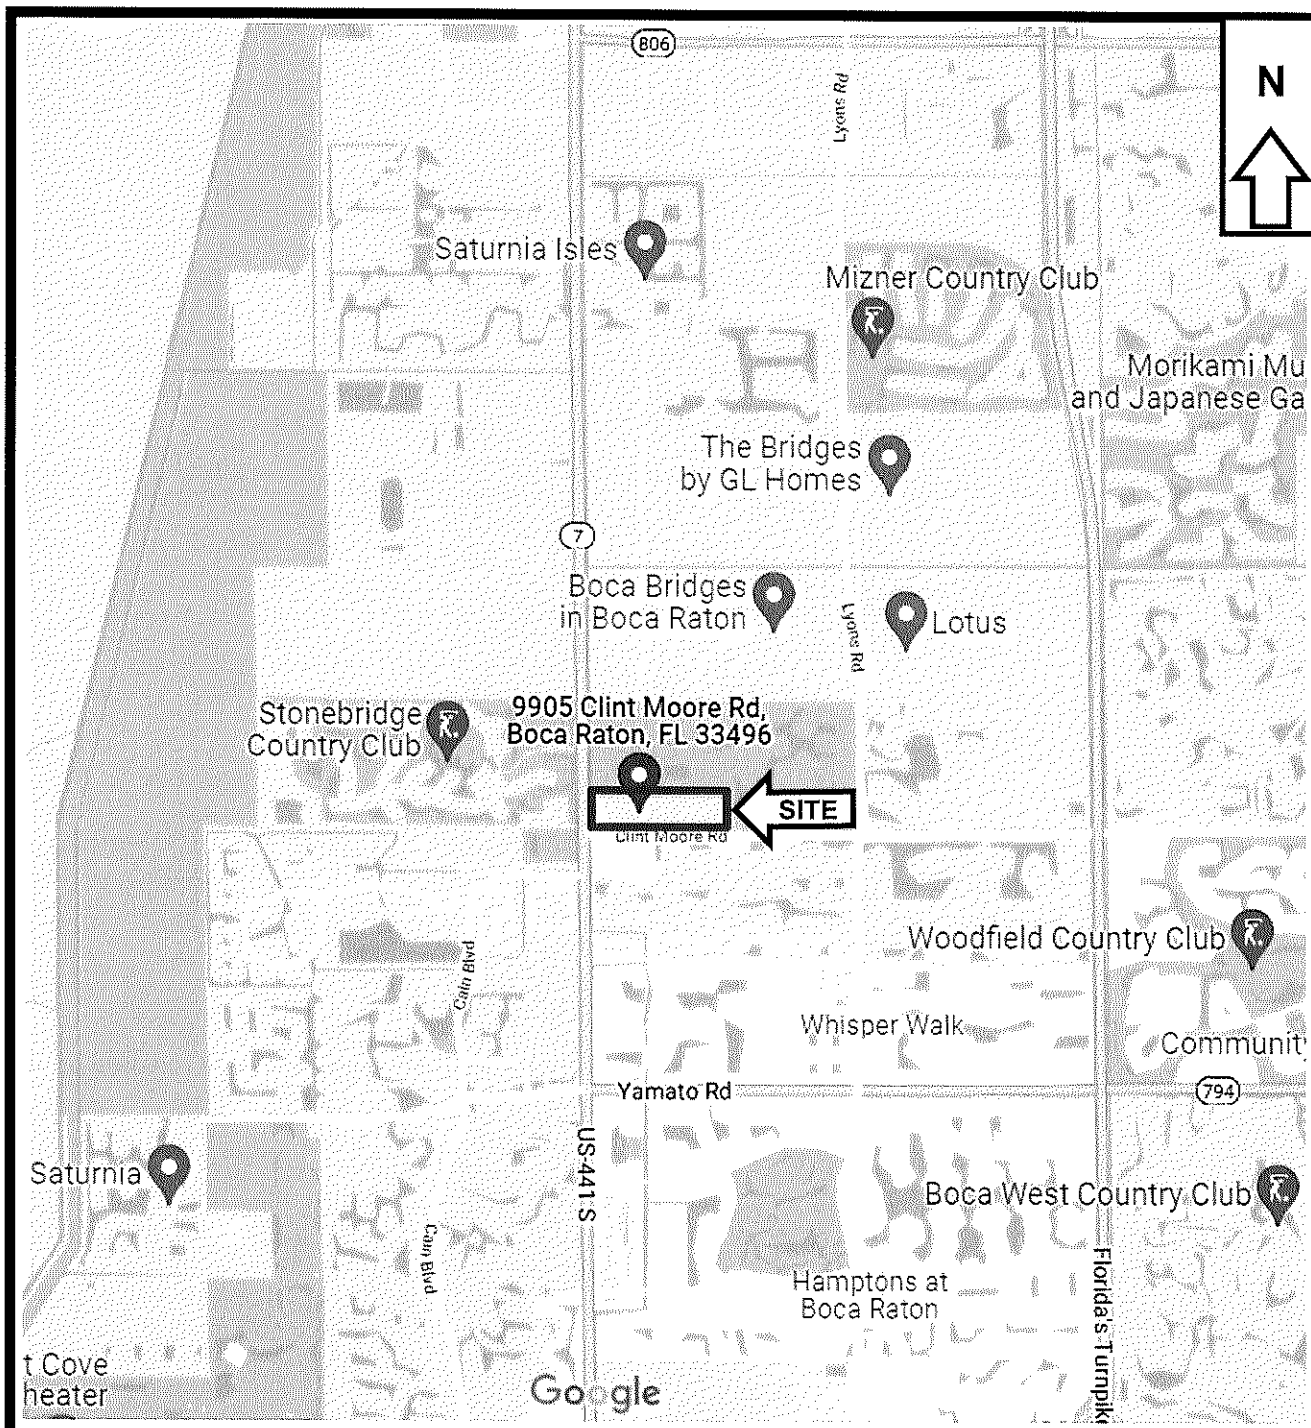 806
N
Lyons Rd
Saturnia Isles
Mizner Country Club
Morikami Mu
and Japanese Ga
The Bridges
by GL Homes
7
Boca Bridges
in Boca Raton
Lyons Rd
Lotus
Stonebridge
Country Club
9905 Clint Moore Rd,
Boca Raton, FL 33496
SITE
Clint Moore Rd
Woodfield Country Club
Cain Blvd
Whisper Walk
Community
Yamato Rd
794
US-441 S
Saturnia
Boca West Country Club
Cain Blvd
Hamptons at
Boca Raton
Florida's Turnpike
t Cove
heater
Google